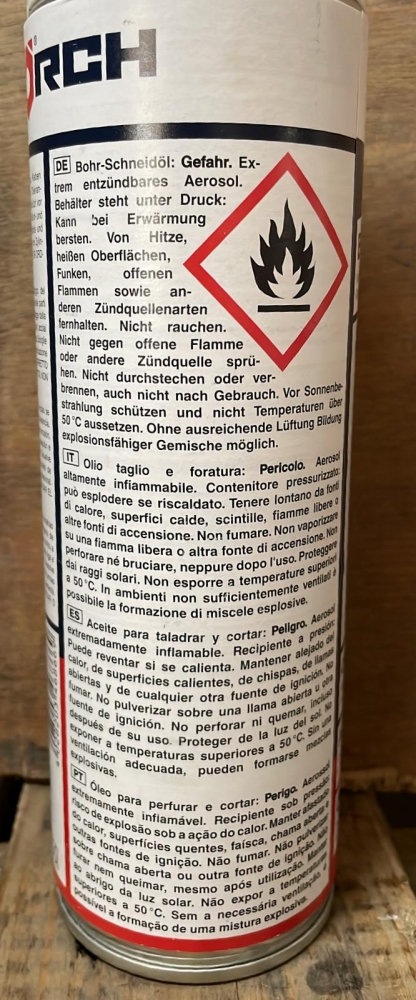 RCH
DE Bohr-Schneidöl: Gefahr. Ex-
trem entzündbares Aerosol.
Behälter steht unter Druck:
Kann bei Erwärmung
bersten. Von Hitze,
heißen Oberflächen,
Funken, offenen
Flammen sowie an-
deren Zündquellenarten
fernhalten. Nicht rauchen.
Nicht gegen offene Flamme
oder andere Zündquelle sprü-
hen. Nicht durchstechen oder ver-
brennen, auch nicht nach Gebrauch. Vor Sonnenbe-
strahlung schützen und nicht Temperaturen über
50°C aussetzen. Ohne ausreichende Lüftung Bildung
explosionsfähiger Gemische möglich.
IT Olio taglio e foratura: Pericolo. Aerosol
altamente infiammabile. Contenitore pressurizzato:
può esplodere se riscaldato. Tenere lontano da fonti
di calore, superfici calde, scintille, fiamme libere o
altre fonti di accensione. Non fumare. Non vaporizzare
su una fiamma libera o altra fonte di accensione. Non
perforare né bruciare, neppure dopo l'uso. Proteggere
dai raggi solari. Non esporre a temperature superiori
a 50°C. In ambienti non sufficientemente ventilati è
possibile la formazione di miscele esplosive.
ES Aceite para taladrar y cortar: Peligro. Aerosol
extremadamente inflamable. Recipiente a presión:
Puede reventar si se calienta. Mantener alejado del
calor, de superficies calientes, de chispas, de llamas
abiertas y de cualquier otra fuente de ignición. No
fumar. No pulverizar sobre una llama abierta u otra
fuente de ignición. No perforar ni quemar, incluso
después de su uso. Proteger de la luz del sol. No
exponer a temperaturas superiores a 50°C. Sin una
ventilación adecuada, pueden formarse mezclas
explosivas.
PT Óleo para perfurar e cortar: Perigo. Aerosol
extremamente inflamável. Recipiente sob pressão:
risco de explosão sob a ação do calor. Manter afastado
do calor, superfícies quentes, faísca, chama aberta e
outras fontes de ignição. Não fumar. Não pulverizar
sobre chama aberta ou outra fonte de ignição. Não
furar nem queimar, mesmo após utilização. Manter
ao abrigo da luz solar. Não expor a temperaturas
superiores a 50°C. Sem a necessária ventilação, é
possível a formação de uma mistura explosiva.